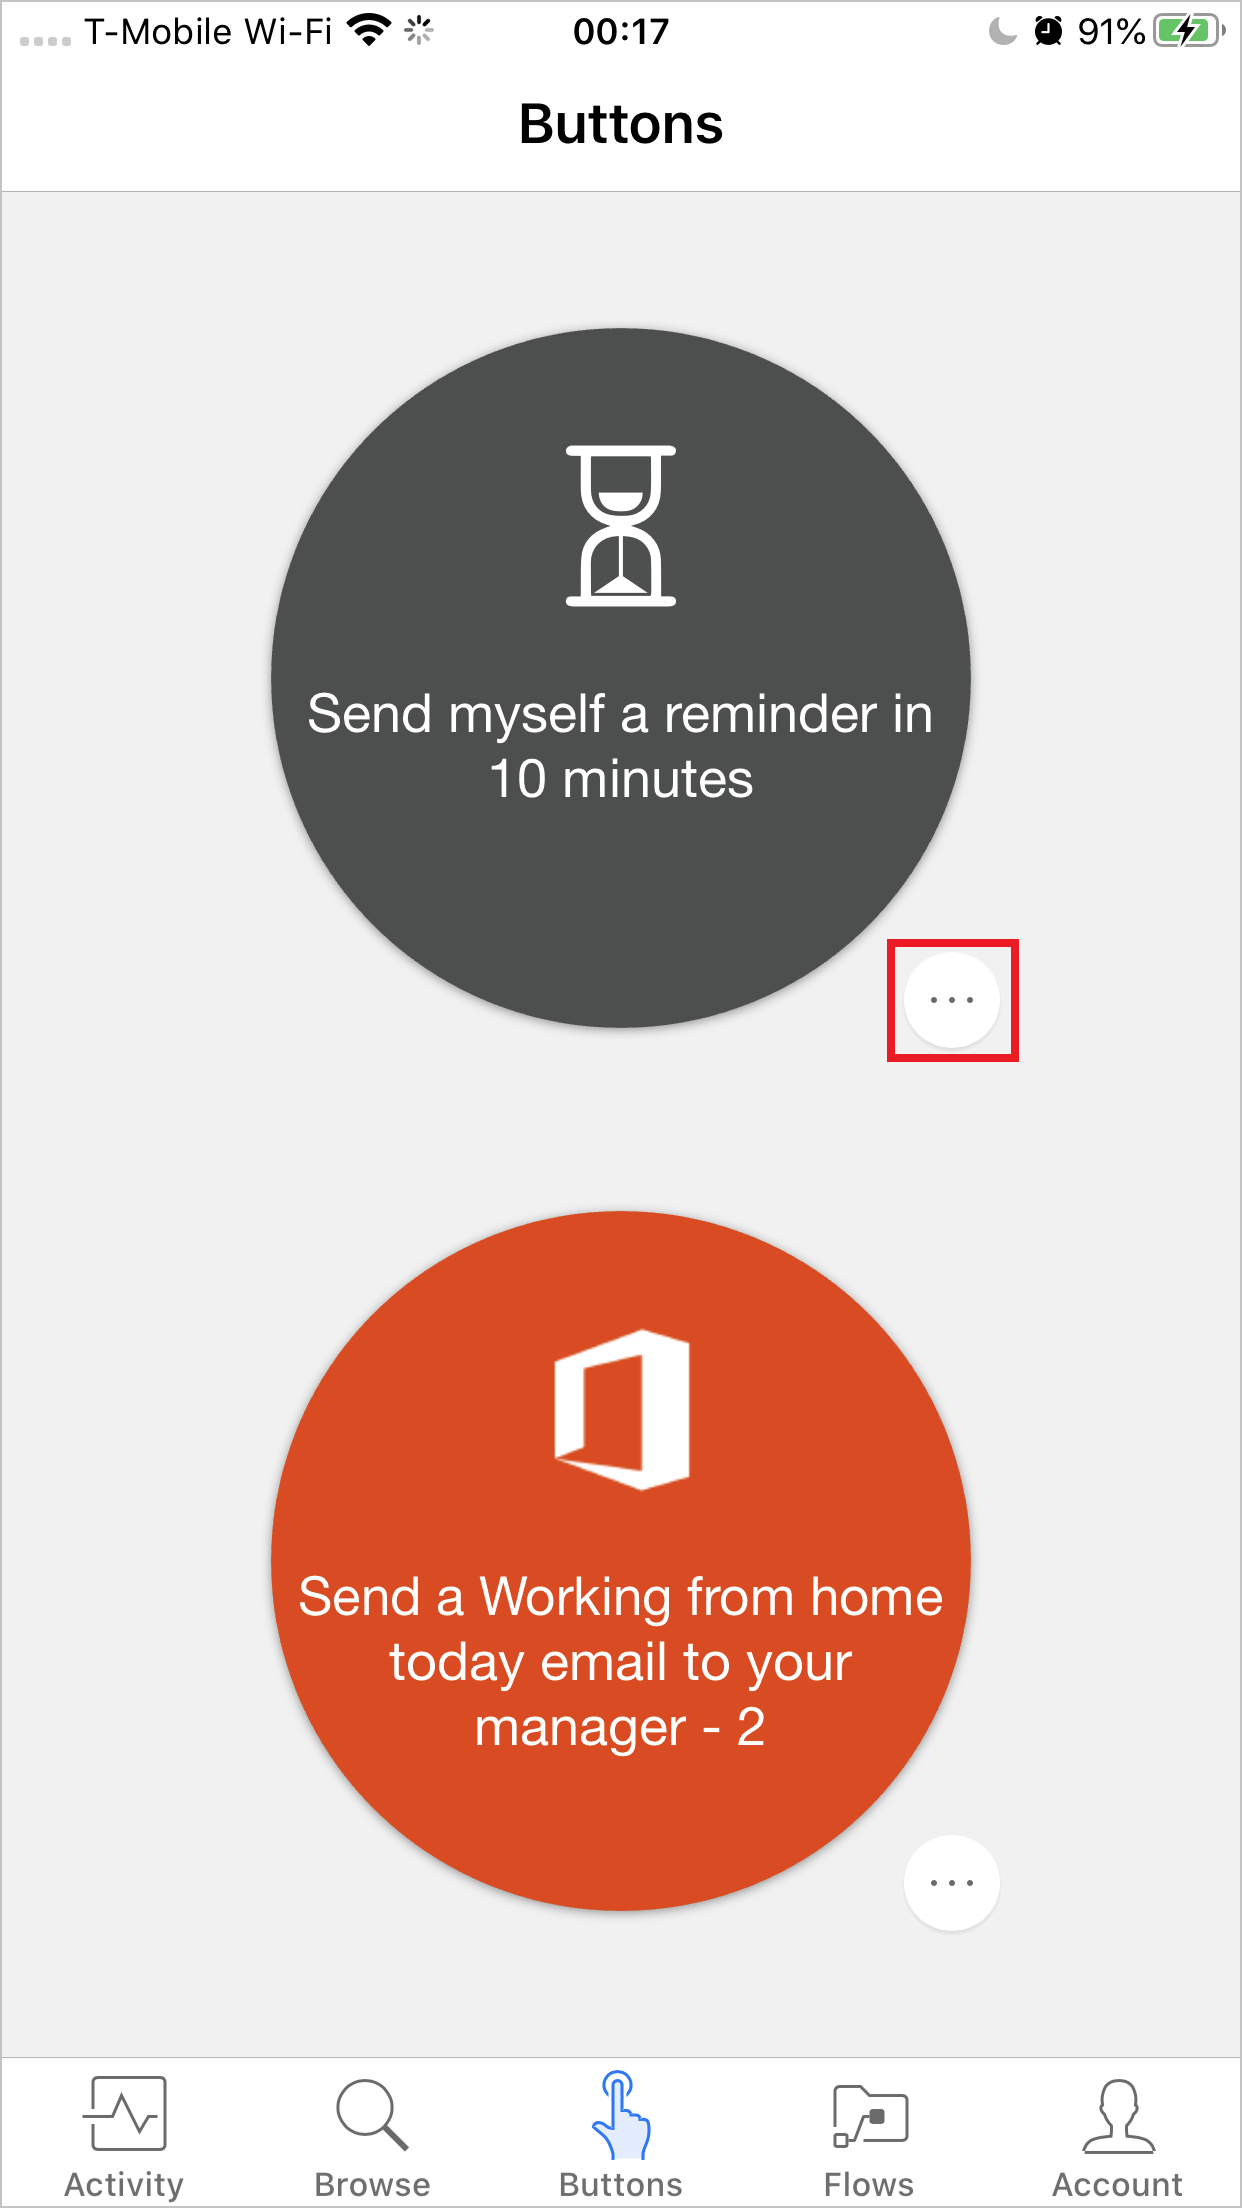 T-Mobile Wi-Fi 00:17 91%
Buttons
Send myself a reminder in
10 minutes
Send a Working from home
today email to your
manager - 2
Activity Browse Buttons Flows Account